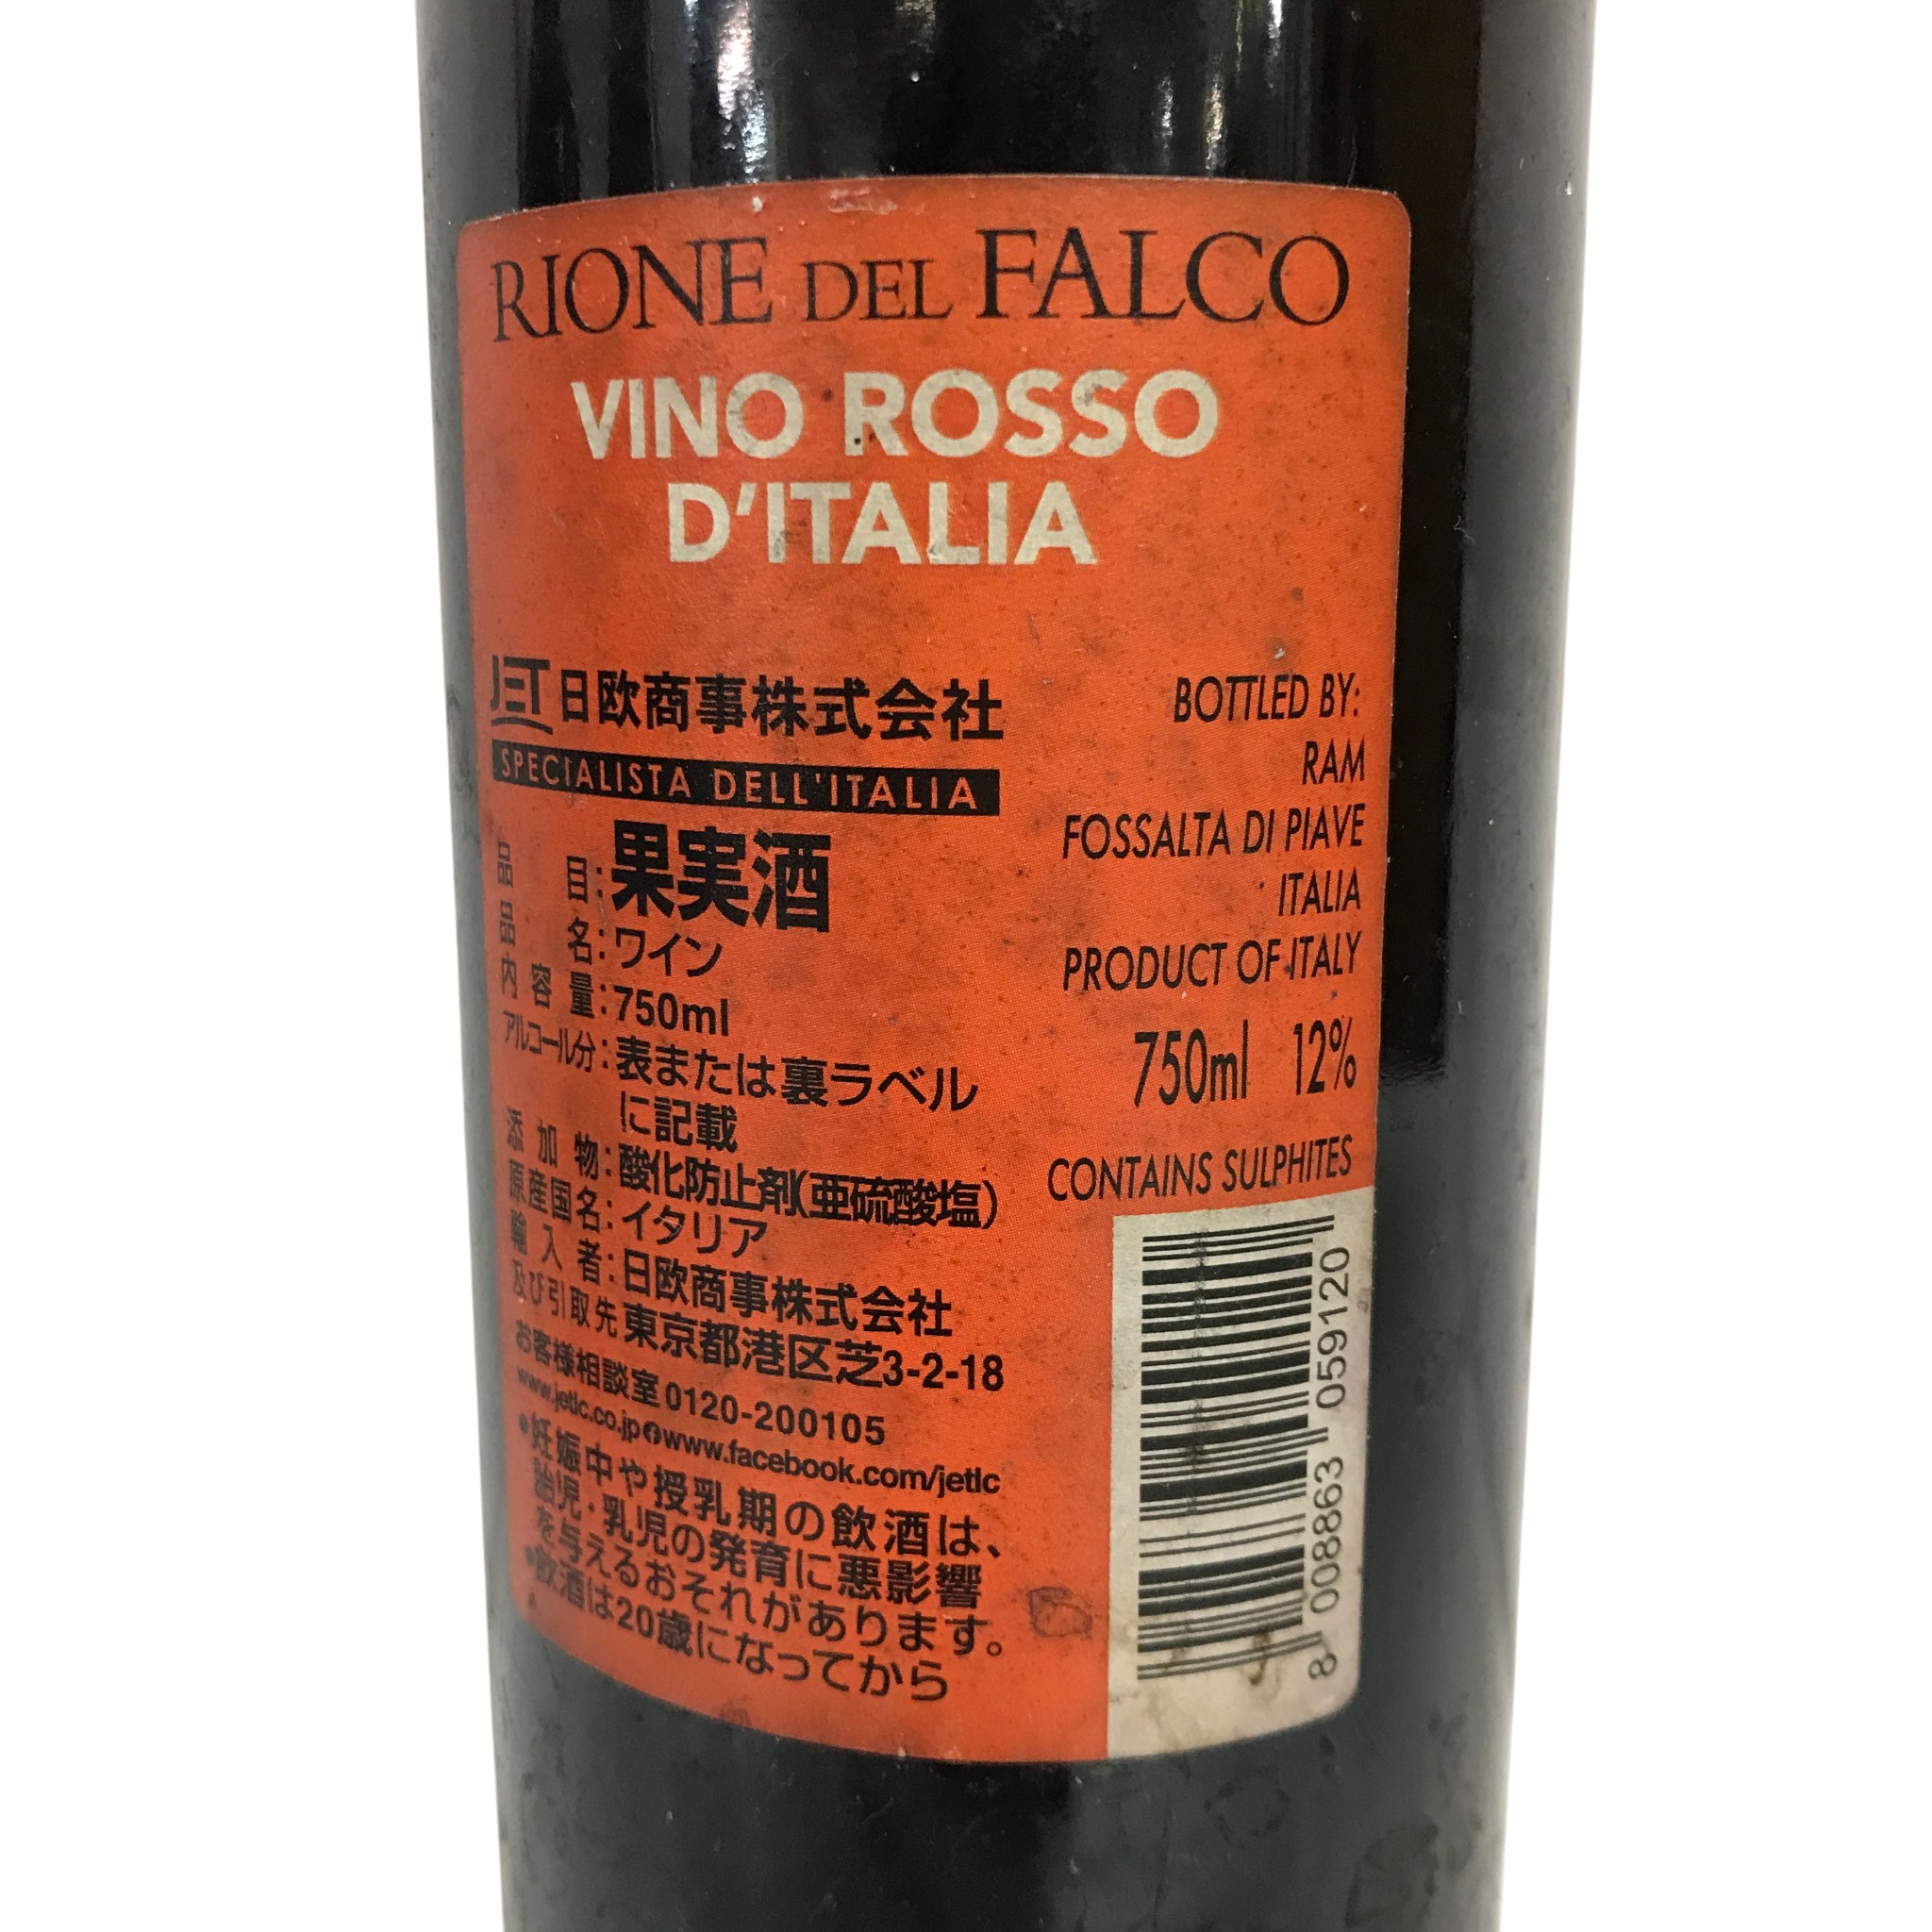 RIONE DEL FALCO
VINO ROSSO
D'ITALIA
JET 日欧商事株式会社
SPECIALISTA DELL'ITALIA
品目:果実酒
品名:ワイン
内容量:750ml
アルコール分:表または裏ラベル
に記載
添加物:酸化防止剤(亜硫酸塩)
原産国名:イタリア
輸入者:日欧商事株式会社
及び引取先 東京都港区芝3-2-18
お客様相談室 0120-200105
www.jetlc.co.jp www.facebook.com/jetlc
•妊娠中や授乳期の飲酒は、
胎児・乳児の発育に悪影響
を与えるおそれがあります。
•飲酒は20歳になってから
BOTTLED BY:
RAM
FOSSALTA DI PIAVE
ITALIA
PRODUCT OF ITALY
750ml 12%
CONTAINS SULPHITES
8 008863 059120